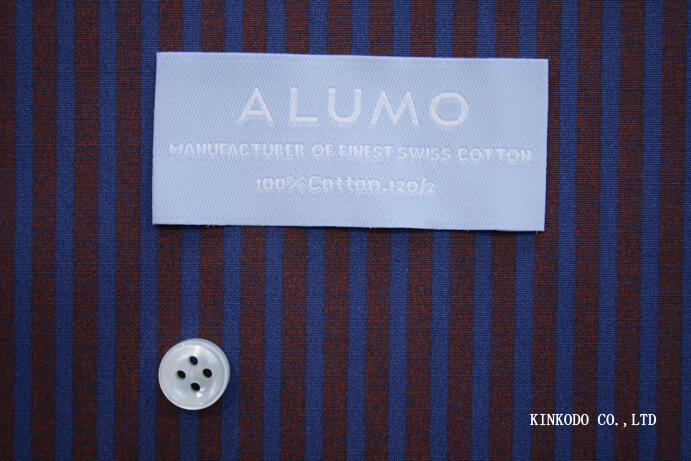 ALUMO
MANUFACTURER OF FINEST SWISS COTTON
100%Cotton.120/2
KINKODO CO.,LTD